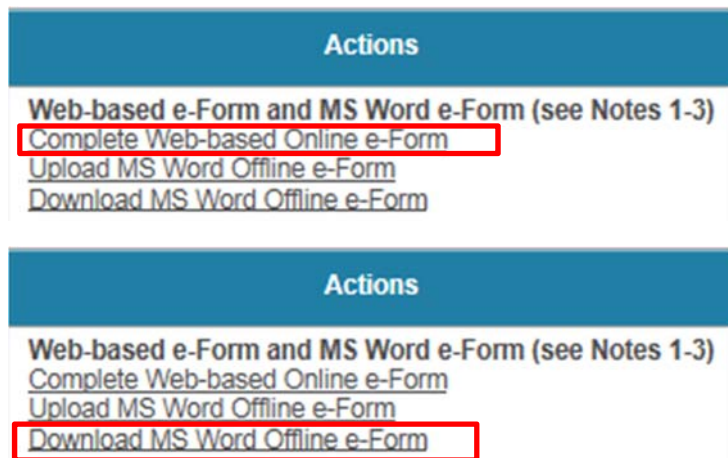 Actions
Web-based e-Form and MS Word e-Form (see Notes 1-3)
Complete Web-based Online e-Form
Upload MS Word Offline e-Form
Download MS Word Offline e-Form
Actions
Web-based e-Form and MS Word e-Form (see Notes 1-3)
Complete Web-based Online e-Form
Upload MS Word Offline e-Form
Download MS Word Offline e-Form